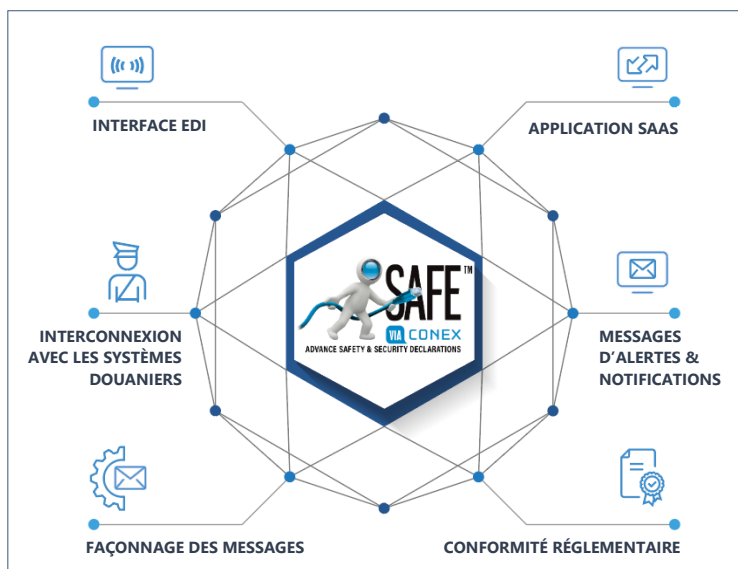 INTERFACE EDI
APPLICATION SAAS
SAFE™
VIA CONEX
ADVANCE SAFETY & SECURITY DECLARATIONS
INTERCONNEXION
AVEC LES SYSTÈMES
DOUANIERS
MESSAGES
D'ALERTES &
NOTIFICATIONS
FAÇONNAGE DES MESSAGES
CONFORMITÉ RÉGLEMENTAIRE